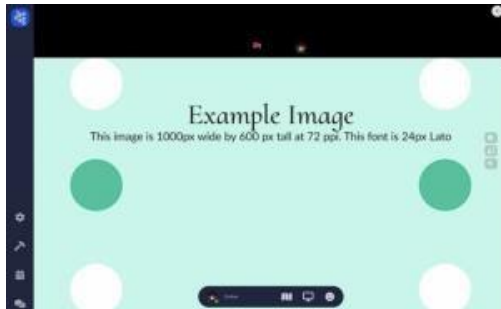 Example Image
This image is 1000px wide by 600 px tall at 72 ppi. This font is 24px Lato